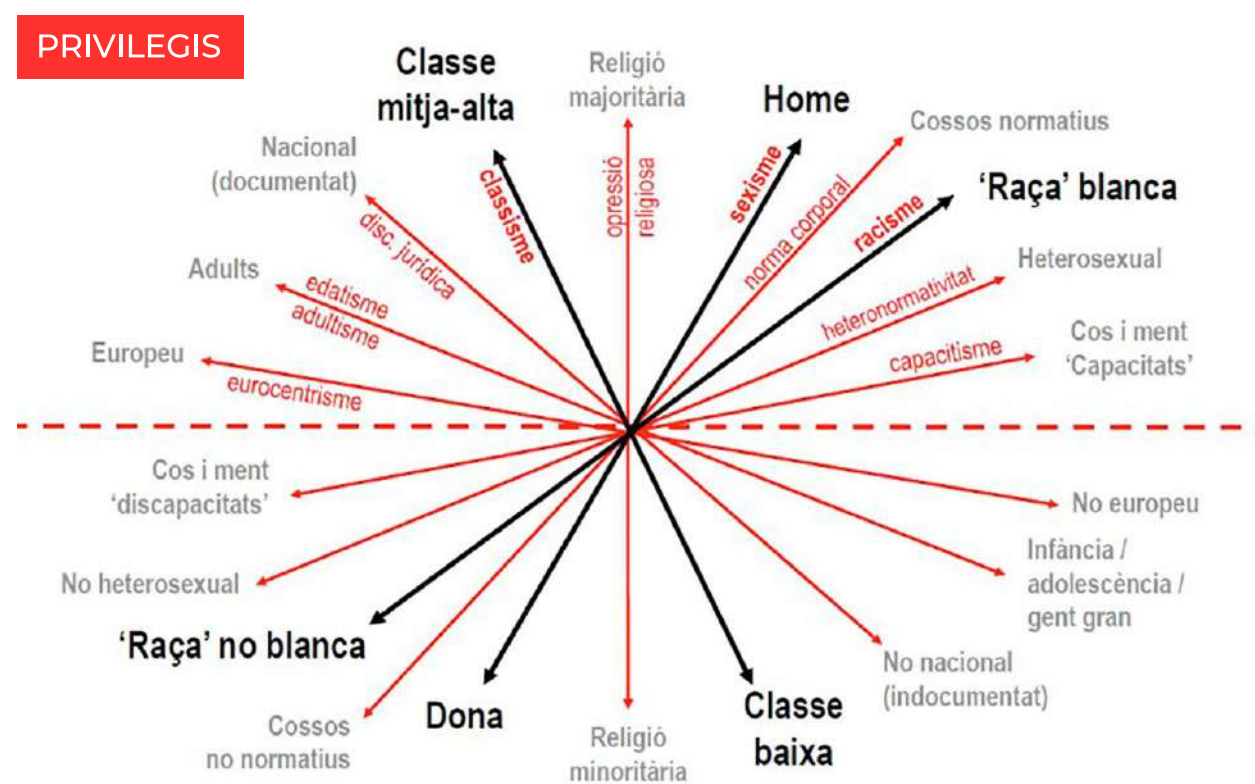 PRIVILEGIS
Classe
mitja-alta
Religió
majoritària
Home
Cossos normatius
Nacional
(documentat)
'Raça' blanca
Adults
Heterosexual
Europeu
Cos i ment
'Capacitats'
classisme
opressió
religiosa
sexisme
norma corporal
racisme
disc. jurídica
edatisme
adultisme
heteronormativitat
capacitisme
eurocentrisme
Cos i ment
'discapacitats'
No europeu
No heterosexual
Infància /
adolescència /
gent gran
'Raça' no blanca
No nacional
(indocumentat)
Cossos
no normatius
Dona
Religió
minoritària
Classe
baixa